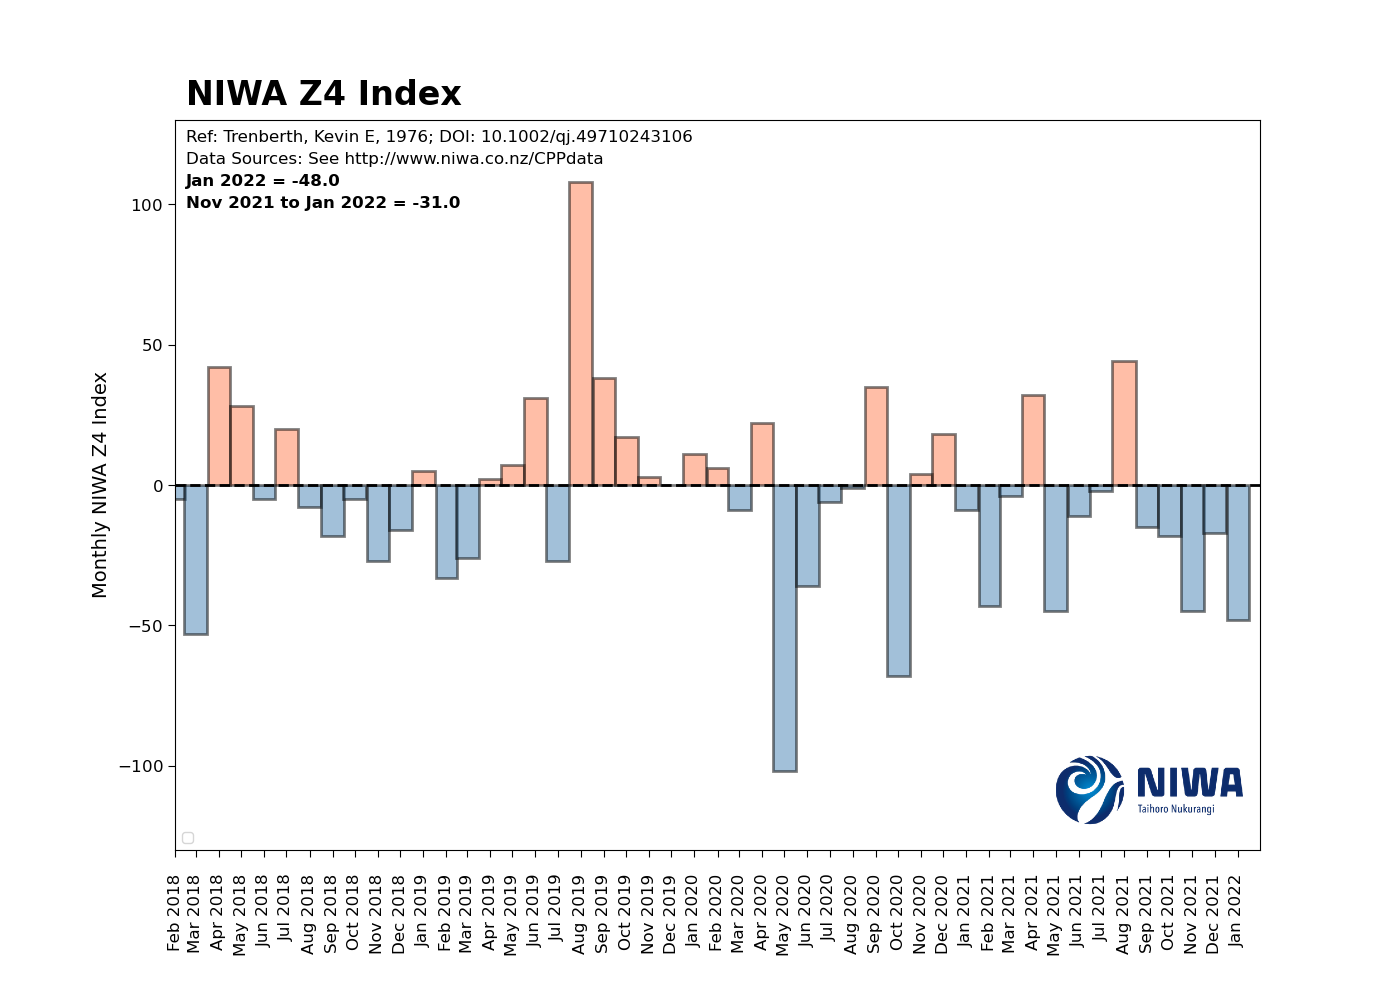 NIWA Z4 Index
Ref: Trenberth, Kevin E, 1976; DOI: 10.1002/qj.49710243106
Data Sources: See http://www.niwa.co.nz/CPPdata
Jan 2022 = -48.0
Nov 2021 to Jan 2022 = -31.0
Monthly NIWA Z4 Index
100
50
0
−50
−100
NIWA
Taihoro Nukurangi
Feb 2018
Mar 2018
Apr 2018
May 2018
Jun 2018
Jul 2018
Aug 2018
Sep 2018
Oct 2018
Nov 2018
Dec 2018
Jan 2019
Feb 2019
Mar 2019
Apr 2019
May 2019
Jun 2019
Jul 2019
Aug 2019
Sep 2019
Oct 2019
Nov 2019
Dec 2019
Jan 2020
Feb 2020
Mar 2020
Apr 2020
May 2020
Jun 2020
Jul 2020
Aug 2020
Sep 2020
Oct 2020
Nov 2020
Dec 2020
Jan 2021
Feb 2021
Mar 2021
Apr 2021
May 2021
Jun 2021
Jul 2021
Aug 2021
Sep 2021
Oct 2021
Nov 2021
Dec 2021
Jan 2022